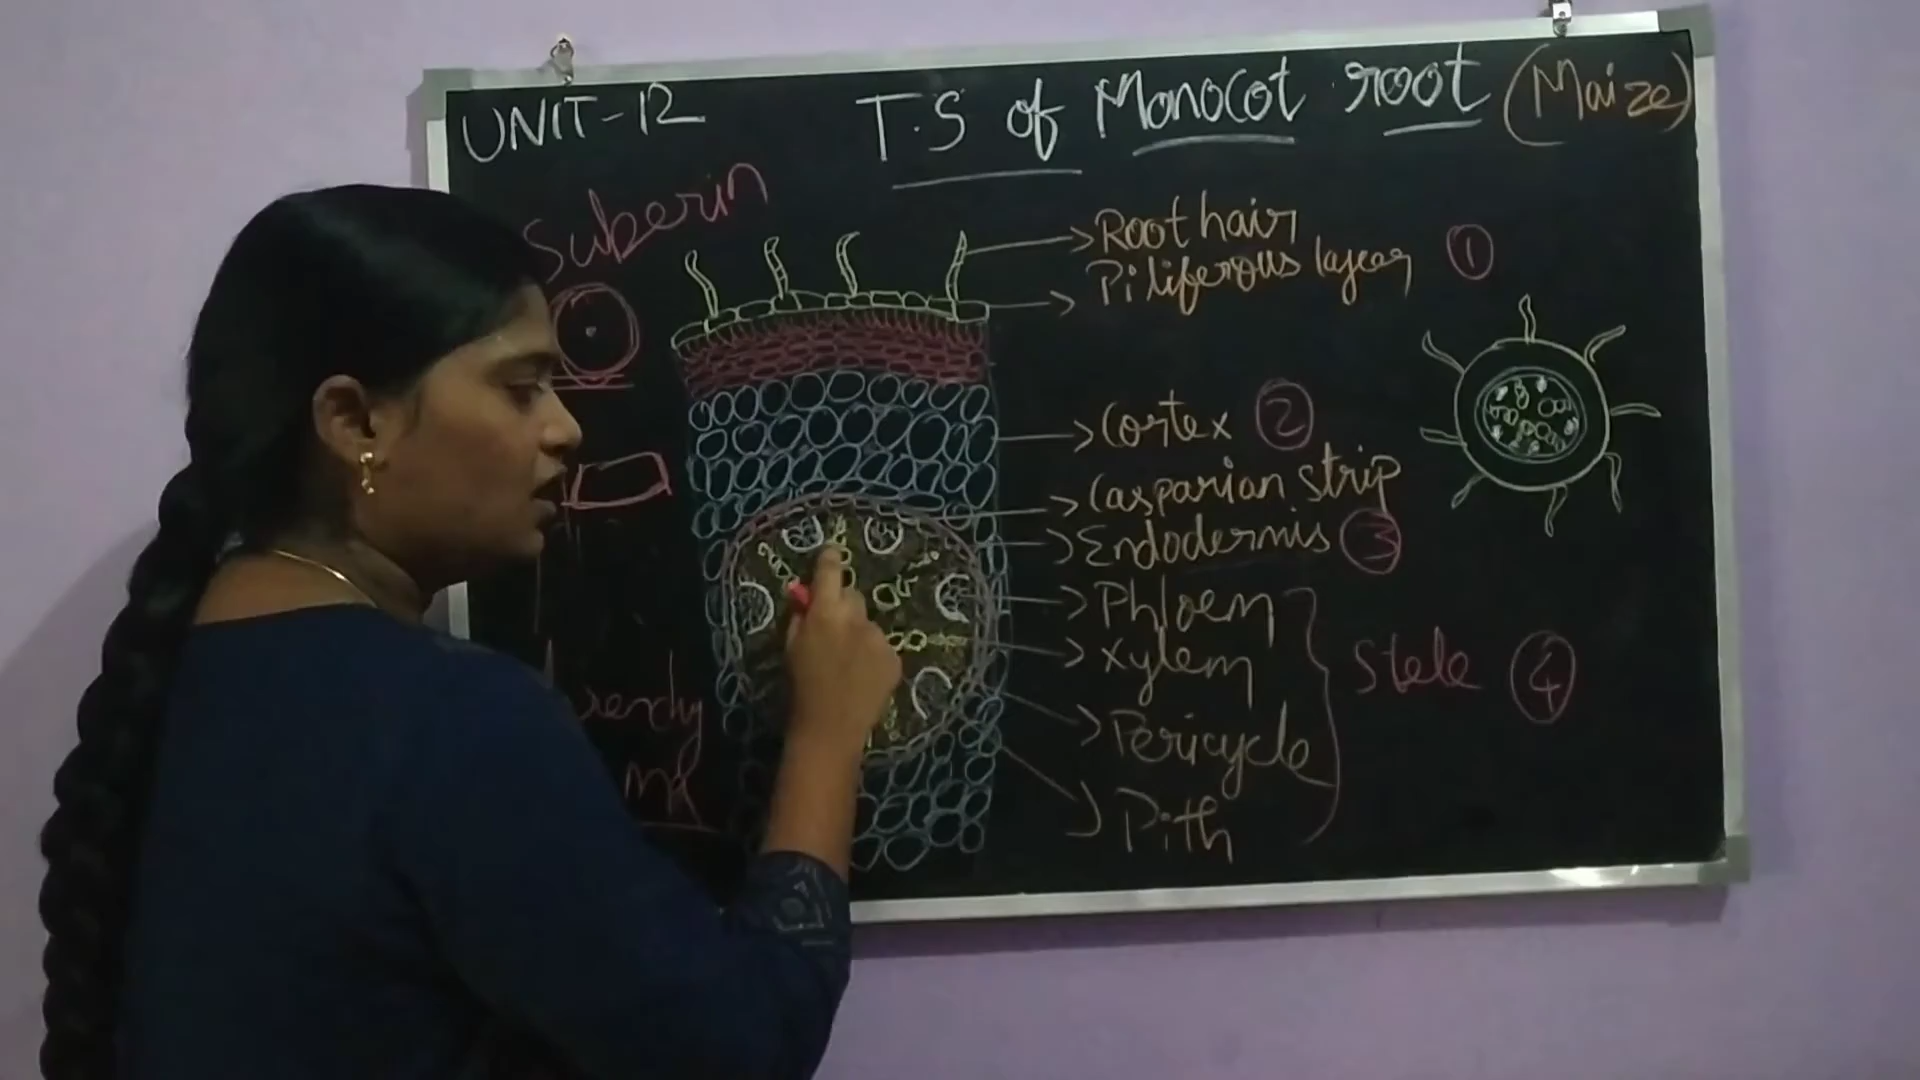 UNIT-12
T.S of Monocot root (Maize)
Suberin
Root hair
Piliferous layer ①
Cortex ②
Casparian strip
Endodermis ③
Phloem
Xylem
Pericycle
Pith
Stele ④